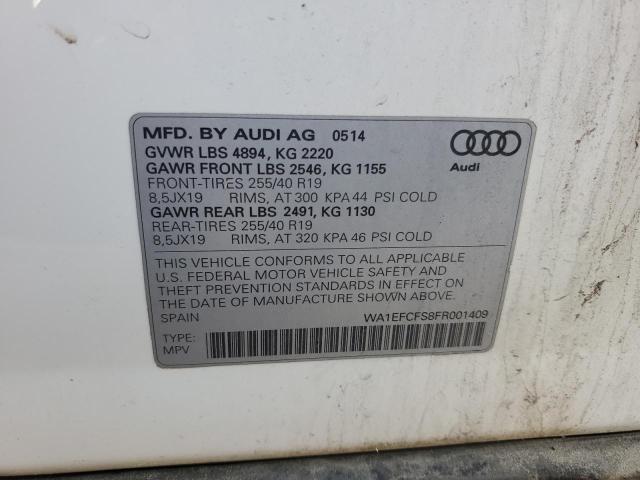 MFD. BY AUDI AG 0514
GVWR LBS 4894, KG 2220
GAWR FRONT LBS 2546, KG 1155
FRONT-TIRES 255/40 R19
8,5JX19 RIMS, AT 300 KPA 44 PSI COLD
GAWR REAR LBS 2491, KG 1130
REAR-TIRES 255/40 R19
8,5JX19 RIMS, AT 320 KPA 46 PSI COLD
Audi
THIS VEHICLE CONFORMS TO ALL APPLICABLE
U.S. FEDERAL MOTOR VEHICLE SAFETY AND
THEFT PREVENTION STANDARDS IN EFFECT ON
THE DATE OF MANUFACTURE SHOWN ABOVE.
SPAIN WA1EFCFS8FR001409
TYPE:
MPV